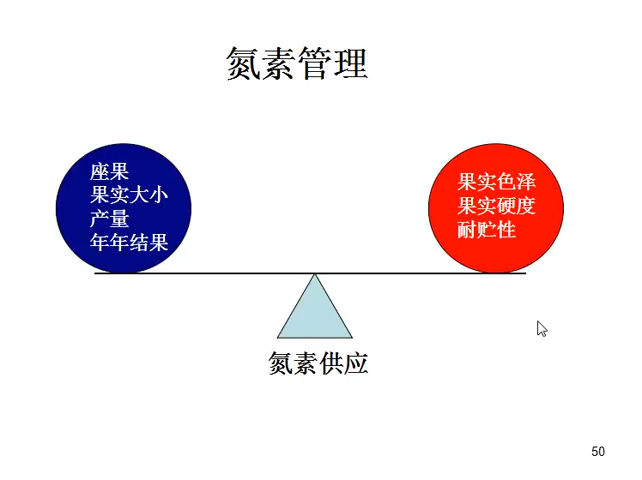 氮素管理
座果
果实大小
产量
年年结果
果实色泽
果实硬度
耐贮性
氮素供应
50